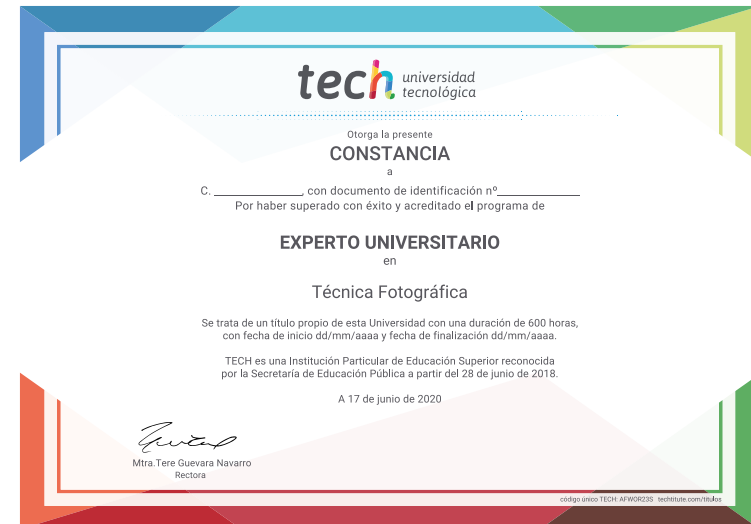 tech universidad
tecnológica
Otorga la presente
CONSTANCIA
a
C. ________________, con documento de identificación nº________________
Por haber superado con éxito y acreditado el programa de
EXPERTO UNIVERSITARIO
en
Técnica Fotográfica
Se trata de un título propio de esta Universidad con una duración de 600 horas,
con fecha de inicio dd/mm/aaaa y fecha de finalización dd/mm/aaaa.
TECH es una Institución Particular de Educación Superior reconocida
por la Secretaría de Educación Pública a partir del 28 de junio de 2018.
A 17 de junio de 2020
Mtra.Tere Guevara Navarro
Rectora
código único TECH: AFWOR23S techtitute.com/títulos